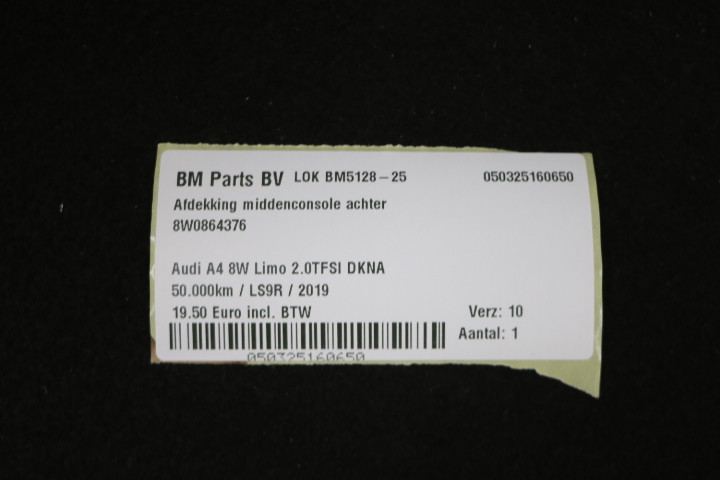 BM Parts BV LOK BM5128-25 050325160650
Afdekking middenconsole achter
8W0864376
Audi A4 8W Limo 2.0TFSI DKNA
50.000km / LS9R / 2019
19.50 Euro incl. BTW Verz: 10
Aantal: 1
050325160650